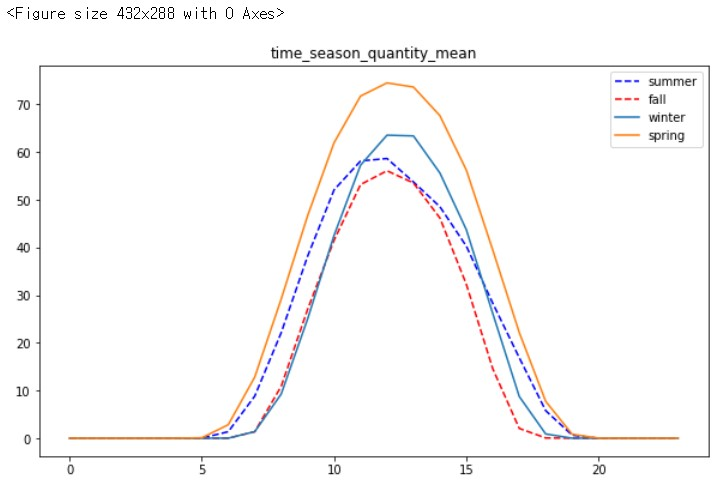 <Figure size 432x288 with 0 Axes>
time_season_quantity_mean
summer
fall
winter
spring
70
60
50
40
30
20
10
0
0 5 10 15 20